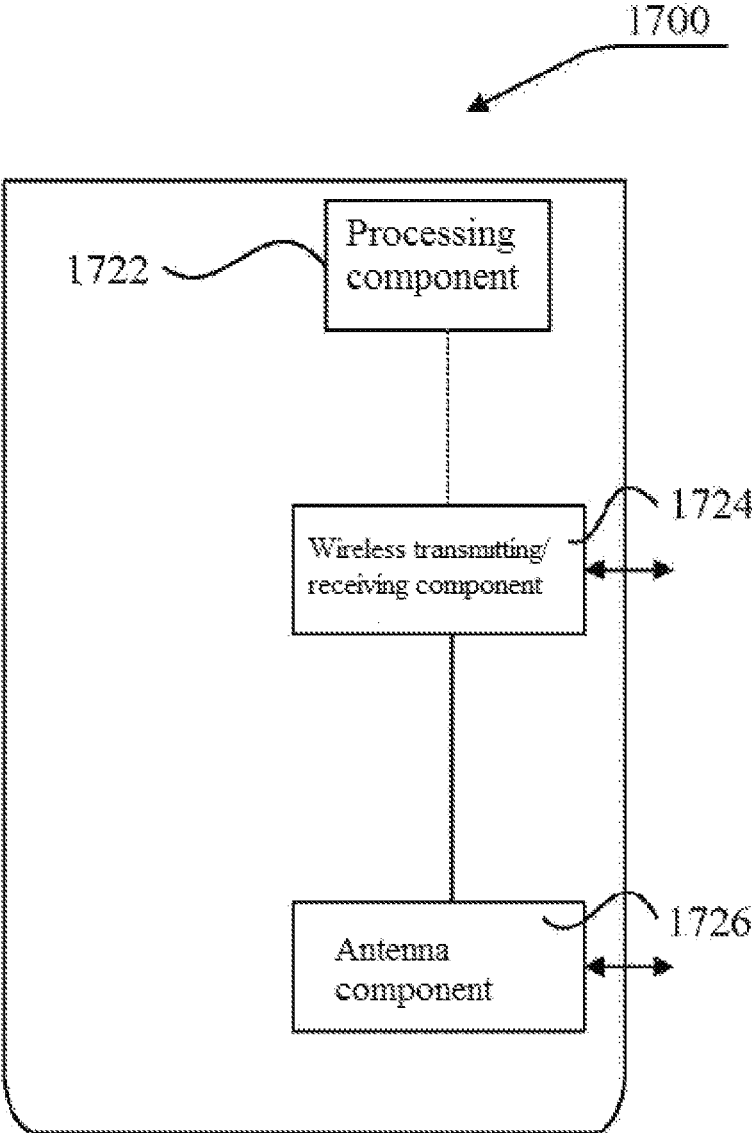 1700
Processing
component
1722
1724
Wireless transmitting/
receiving component
1726
Antenna
component